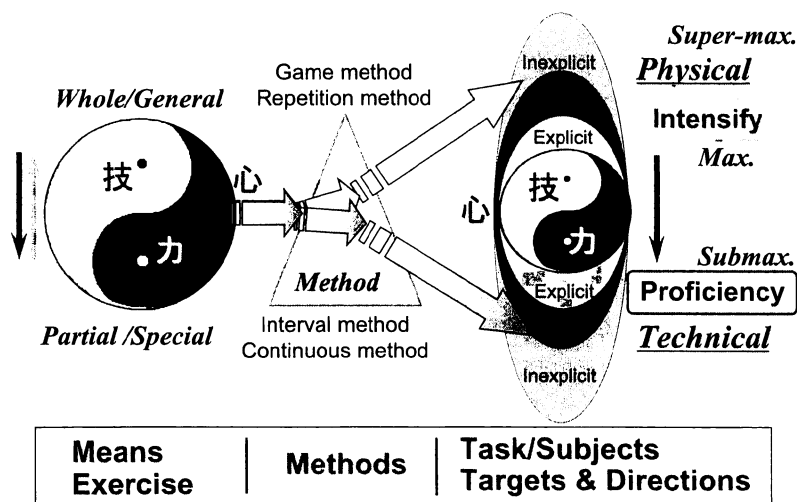 Whole/General
技
力
心
Partial /Special
Game method
Repetition method
Method
Interval method
Continuous method
Inexplicit
Explicit
心
技
力
Explicit
Inexplicit
Super-max.
Physical
Intensify
Max.
Submax.
Proficiency
Technical
Means
Exercise
Methods
Task/Subjects
Targets & Directions